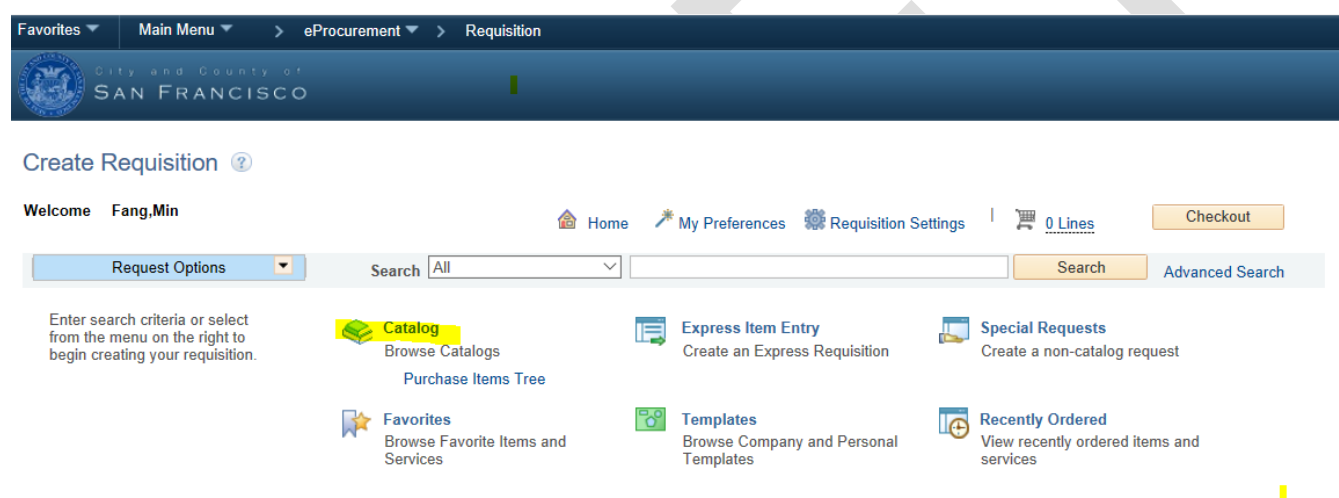 Favorites Main Menu > eProcurement > Requisition
City and County of
SAN FRANCISCO
Create Requisition ?
Welcome Fang,Min
Home My Preferences Requisition Settings | 0 Lines Checkout
Request Options Search All Search Advanced Search
Enter search criteria or select
from the menu on the right to
begin creating your requisition.
Catalog
Browse Catalogs
Purchase Items Tree
Express Item Entry
Create an Express Requisition
Special Requests
Create a non-catalog request
Favorites
Browse Favorite Items and
Services
Templates
Browse Company and Personal
Templates
Recently Ordered
View recently ordered items and
services